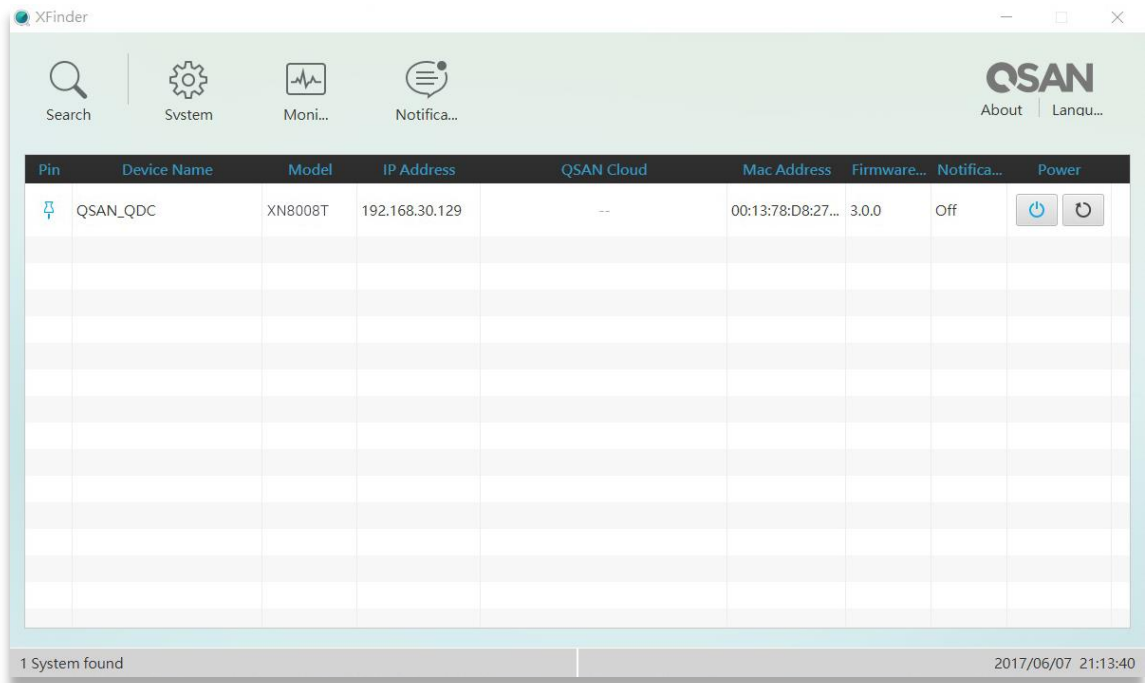 XFinder
Search System Moni... Notifica...
QSAN
About Langu...
Pin Device Name Model IP Address QSAN Cloud Mac Address Firmware... Notifica... Power
QSAN_QDC XN8008T 192.168.30.129 -- 00:13:78:D8:27... 3.0.0 Off
1 System found 2017/06/07 21:13:40